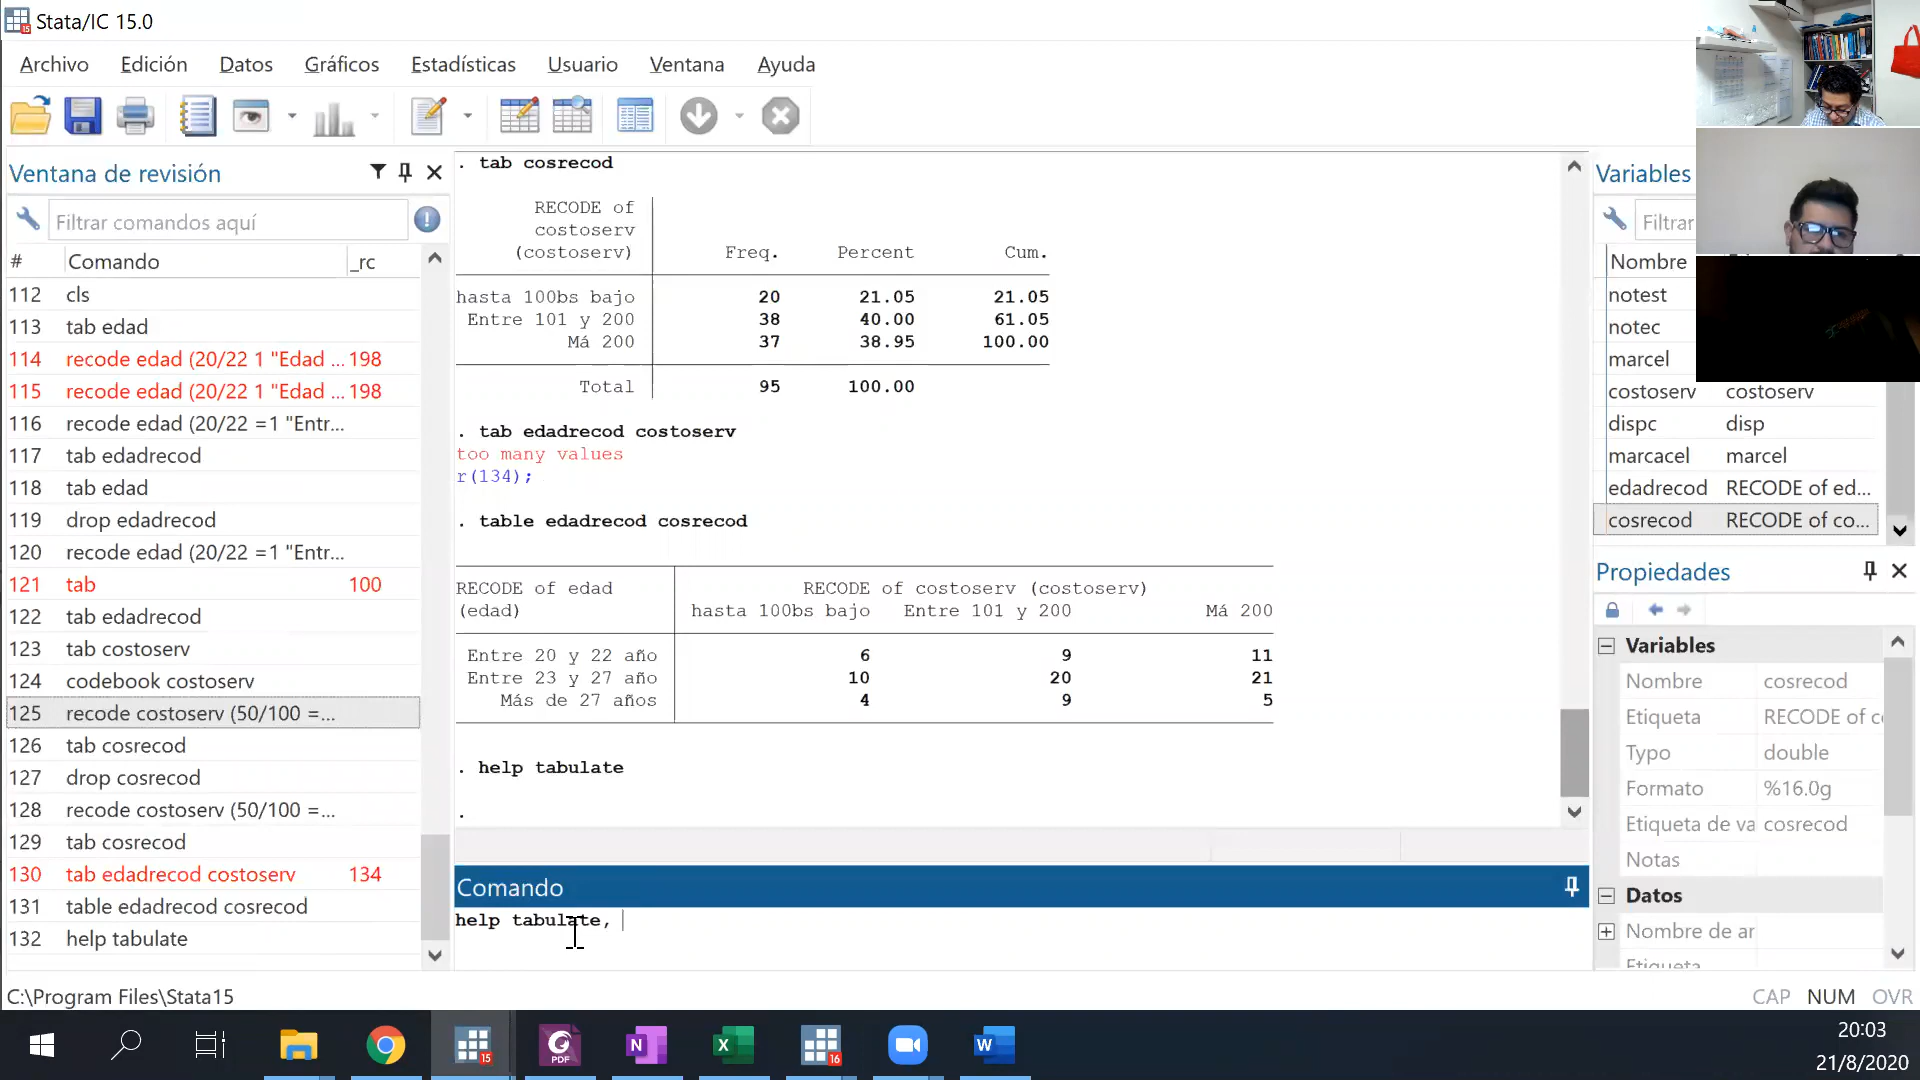 Stata/IC 15.0
Archivo Edición Datos Gráficos Estadísticas Usuario Ventana Ayuda
Ventana de revisión
Filtrar comandos aquí
# Comando _rc
112 cls
113 tab edad
114 recode edad (20/22 1 "Edad ... 198
115 recode edad (20/22 1 "Edad ... 198
116 recode edad (20/22 =1 "Entr...
117 tab edadrecod
118 tab edad
119 drop edadrecod
120 recode edad (20/22 =1 "Entr...
121 tab 100
122 tab edadrecod
123 tab costoserv
124 codebook costoserv
125 recode costoserv (50/100 =...
126 tab cosrecod
127 drop cosrecod
128 recode costoserv (50/100 =...
129 tab cosrecod
130 tab edadrecod costoserv 134
131 table edadrecod cosrecod
132 help tabulate
. tab cosrecod
RECODE of
costoserv
(costoserv) Freq. Percent Cum.
hasta 100bs bajo 20 21.05 21.05
Entre 101 y 200 38 40.00 61.05
Má 200 37 38.95 100.00
Total 95 100.00
. tab edadrecod costoserv
too many values
r(134);
. table edadrecod cosrecod
RECODE of edad RECODE of costoserv (costoserv)
(edad) hasta 100bs bajo Entre 101 y 200 Má 200
Entre 20 y 22 año 6 9 11
Entre 23 y 27 año 10 20 21
Más de 27 años 4 9 5
. help tabulate
.
Comando
help tabulate,
Variables
Filtrar
Nombre
notest
notec
marcel
costoserv costoserv
dispc disp
marcacel marcel
edadrecod RECODE of ed...
cosrecod RECODE of co...
Propiedades
Variables
Nombre cosrecod
Etiqueta RECODE of c
Typo double
Formato %16.0g
Etiqueta de va cosrecod
Notas
Datos
Nombre de ar
Etiqueta
C:\Program Files\Stata15
CAP NUM OVR
15
PDF
N
X
16
W
20:03
21/8/2020